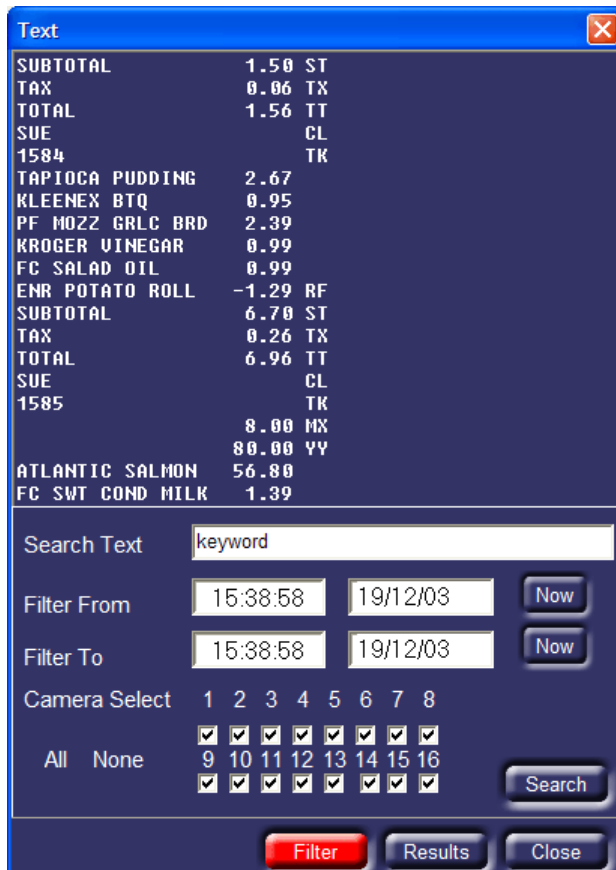 Text
SUBTOTAL 1.50 ST
TAX 0.06 TX
TOTAL 1.56 TT
SUE CL
1584 TK
TAPIOCA PUDDING 2.67
KLEENEX BTQ 0.95
PF MOZZ GRLC BRD 2.39
KROGER VINEGAR 0.99
FC SALAD OIL 0.99
ENR POTATO ROLL -1.29 RF
SUBTOTAL 6.70 ST
TAX 0.26 TX
TOTAL 6.96 TT
SUE CL
1585 TK
8.00 MX
80.00 YY
ATLANTIC SALMON 56.80
FC SWT COND MILK 1.39
Search Text keyword
Filter From 15:38:58 19/12/03 Now
Filter To 15:38:58 19/12/03 Now
Camera Select 1 2 3 4 5 6 7 8
All None 9 10 11 12 13 14 15 16
Search
Filter Results Close